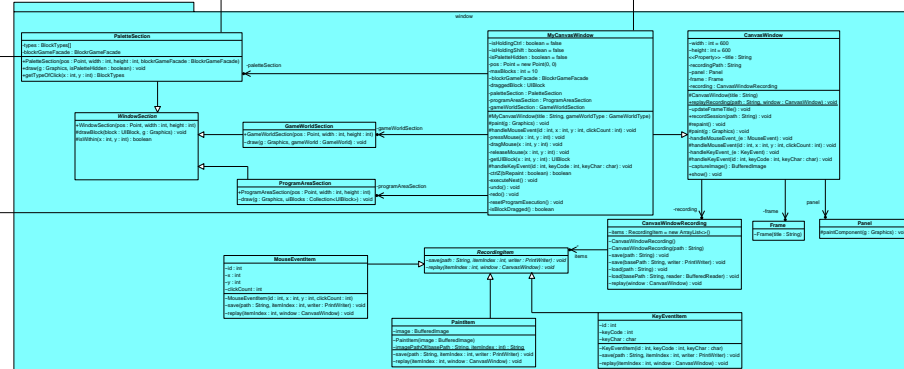 window
PaletteSection
-types : BlockTypes[]
-blockrGameFacade : BlockrGameFacade
+PaletteSection(pos : Point, width : int, height : int, blockrGameFacade : BlockrGameFacade)
+draw(g : Graphics, isPaletteHidden : boolean) : void
+getTypeOfClick(x : int, y : int) : BlockTypes
-paletteSection
WindowSection
+WindowSection(pos : Point, width : int, height : int)
#drawBlock(block : UIBlock, g : Graphics) : void
#isWithin(x : int, y : int) : boolean
GameWorldSection
+GameWorldSection(pos : Point, width : int, height : int)
~draw(g : Graphics, gameWorld : GameWorld) : void
-gameWorldSection
ProgramAreaSection
+ProgramAreaSection(pos : Point, width : int, height : int)
~draw(g : Graphics, uiBlocks : Collection<UIBlock>) : void
-programAreaSection
MyCanvasWindow
-isHoldingCtrl : boolean = false
-isHoldingShift : boolean = false
-isPaletteHidden : boolean = false
-pos : Point = new Point(0, 0)
-maxBlocks : int = 10
-blockrGameFacade : BlockrGameFacade
-draggedBlock : UIBlock
-paletteSection : PaletteSection
-programAreaSection : ProgramAreaSection
-gameWorldSection : GameWorldSection
#MyCanvasWindow(title : String, gameWorldType : GameWorldType)
#paint(g : Graphics) : void
#handleMouseEvent(id : int, x : int, y : int, clickCount : int) : void
-pressMouse(x : int, y : int) : void
-dragMouse(x : int, y : int) : void
-releaseMouse(x : int, y : int) : void
-getUIBlock(x : int, y : int) : UIBlock
#handleKeyEvent(id : int, keyCode : int, keyChar : char) : void
-ctrlZ(bRepaint : boolean) : boolean
-executeNext() : void
-undo() : void
-redo() : void
-resetProgramExecution() : void
-isBlockDragged() : boolean
CanvasWindow
~width : int = 600
~height : int = 600
<<Property>> ~title : String
-recordingPath : String
-panel : Panel
-frame : Frame
-recording : CanvasWindowRecording
#CanvasWindow(title : String)
+replayRecording(path : String, window : CanvasWindow) : void
-updateFrameTitle() : void
+recordSession(path : String) : void
#repaint() : void
#paint(g : Graphics) : void
-handleMouseEvent_(e : MouseEvent) : void
#handleMouseEvent(id : int, x : int, y : int, clickCount : int) : void
-handleKeyEvent_(e : KeyEvent) : void
#handleKeyEvent(id : int, keyCode : int, keyChar : char) : void
~captureImage() : BufferedImage
+show() : void
-recording
-frame
panel
CanvasWindowRecording
~items : RecordingItem = new ArrayList<>()
~CanvasWindowRecording()
~CanvasWindowRecording(path : String)
~save(path : String) : void
~save(basePath : String, writer : PrintWriter) : void
~load(path : String) : void
~load(basePath : String, reader : BufferedReader) : void
~replay(window : CanvasWindow) : void
Frame
~Frame(title : String)
Panel
#paintComponent(g : Graphics) : void
items
RecordingItem
~save(path : String, itemIndex : int, writer : PrintWriter) : void
~replay(itemIndex : int, window : CanvasWindow) : void
MouseEventItem
~id : int
~x : int
~y : int
~clickCount : int
~MouseEventItem(id : int, x : int, y : int, clickCount : int)
~save(path : String, itemIndex : int, writer : PrintWriter) : void
~replay(itemIndex : int, window : CanvasWindow) : void
PaintItem
~image : BufferedImage
~PaintItem(image : BufferedImage)
~imagePathOf(basePath : String, itemIndex : int) : String
~save(path : String, itemIndex : int, writer : PrintWriter) : void
~replay(itemIndex : int, window : CanvasWindow) : void
KeyEventItem
~id : int
~keyCode : int
~keyChar : char
~KeyEventItem(id : int, keyCode : int, keyChar : char)
~save(path : String, itemIndex : int, writer : PrintWriter) : void
~replay(itemIndex : int, window : CanvasWindow) : void